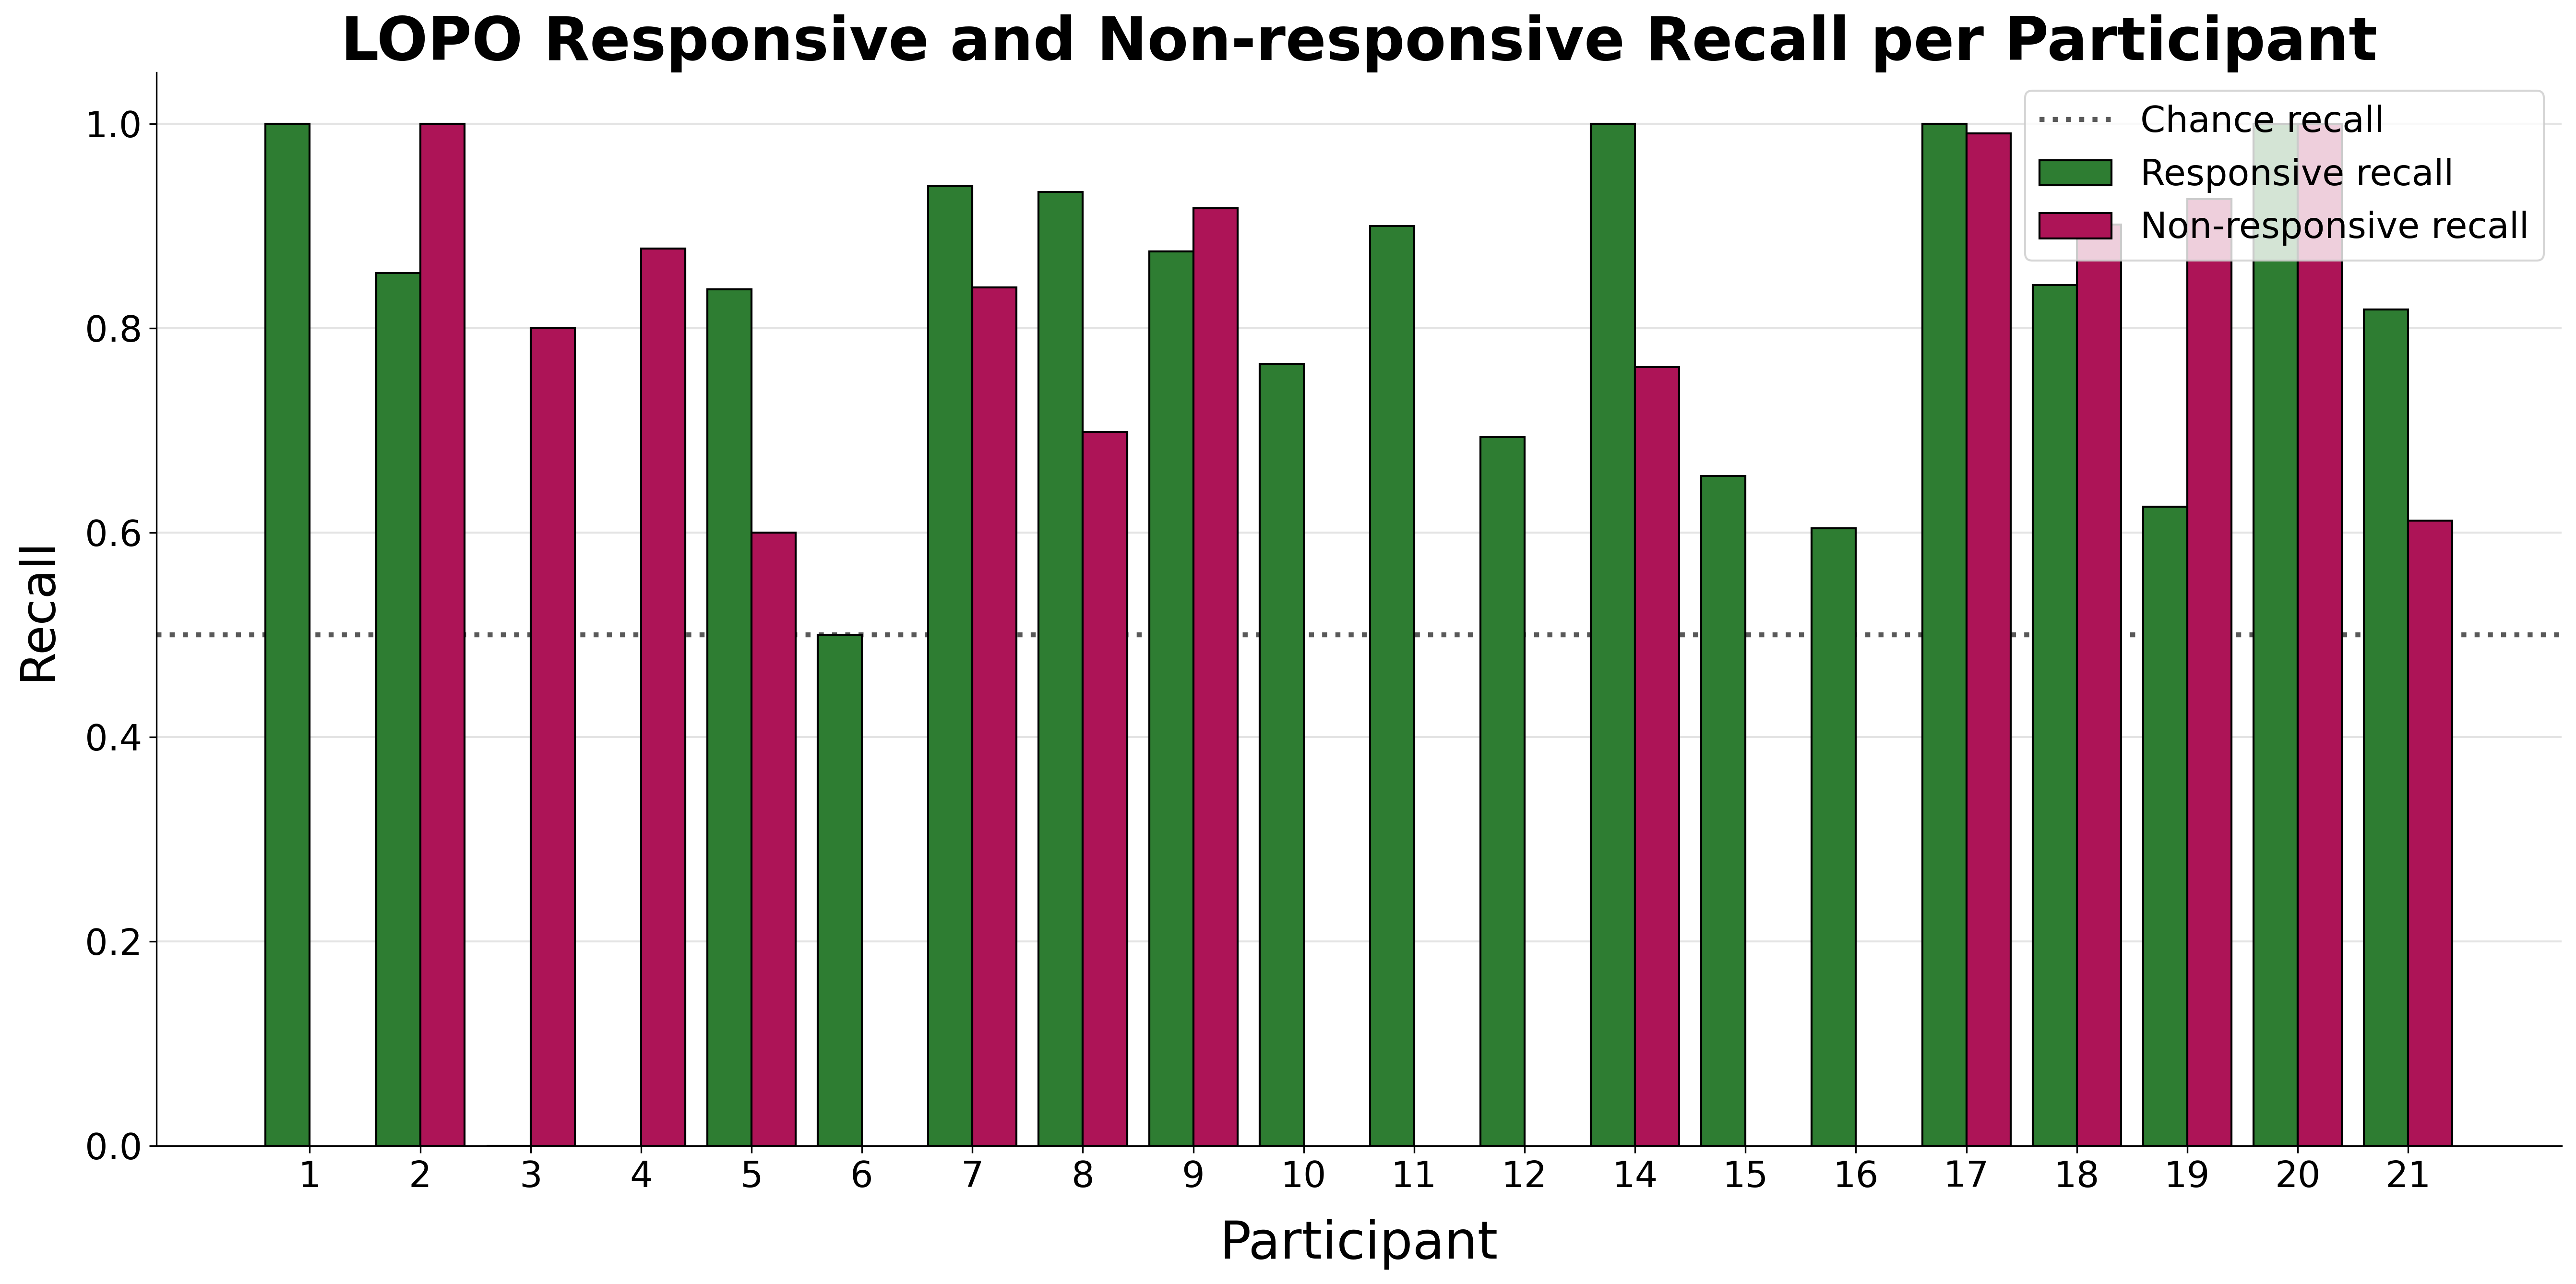 LOPO Responsive and Non-responsive Recall per Participant
Chance recall
Responsive recall
Non-responsive recall
Recall
1.0
0.8
0.6
0.4
0.2
0.0
1 2 3 4 5 6 7 8 9 10 11 12 14 15 16 17 18 19 20 21
Participant